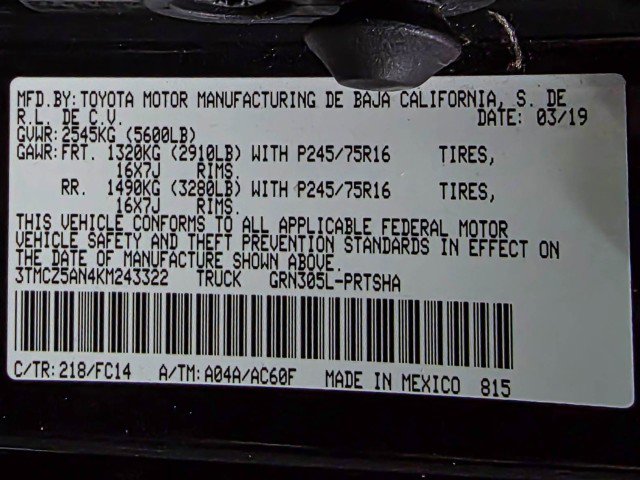 MFD.BY: TOYOTA MOTOR MANUFACTURING DE BAJA CALIFORNIA, S. DE
R.L. DE C.V. DATE: 03/19
GVWR: 2545KG (5600LB)
GAWR: FRT. 1320KG (2910LB) WITH P245/75R16 TIRES,
16X7J RIMS.
RR. 1490KG (3280LB) WITH P245/75R16 TIRES,
16X7J RIMS.
THIS VEHICLE CONFORMS TO ALL APPLICABLE FEDERAL MOTOR
VEHICLE SAFETY AND THEFT PREVENTION STANDARDS IN EFFECT ON
THE DATE OF MANUFACTURE SHOWN ABOVE.
3TMCZ5AN4KM243322 TRUCK GRN305L-PRTSHA
C/TR: 218/FC14 A/TM: A04A/AC60F MADE IN MEXICO 815